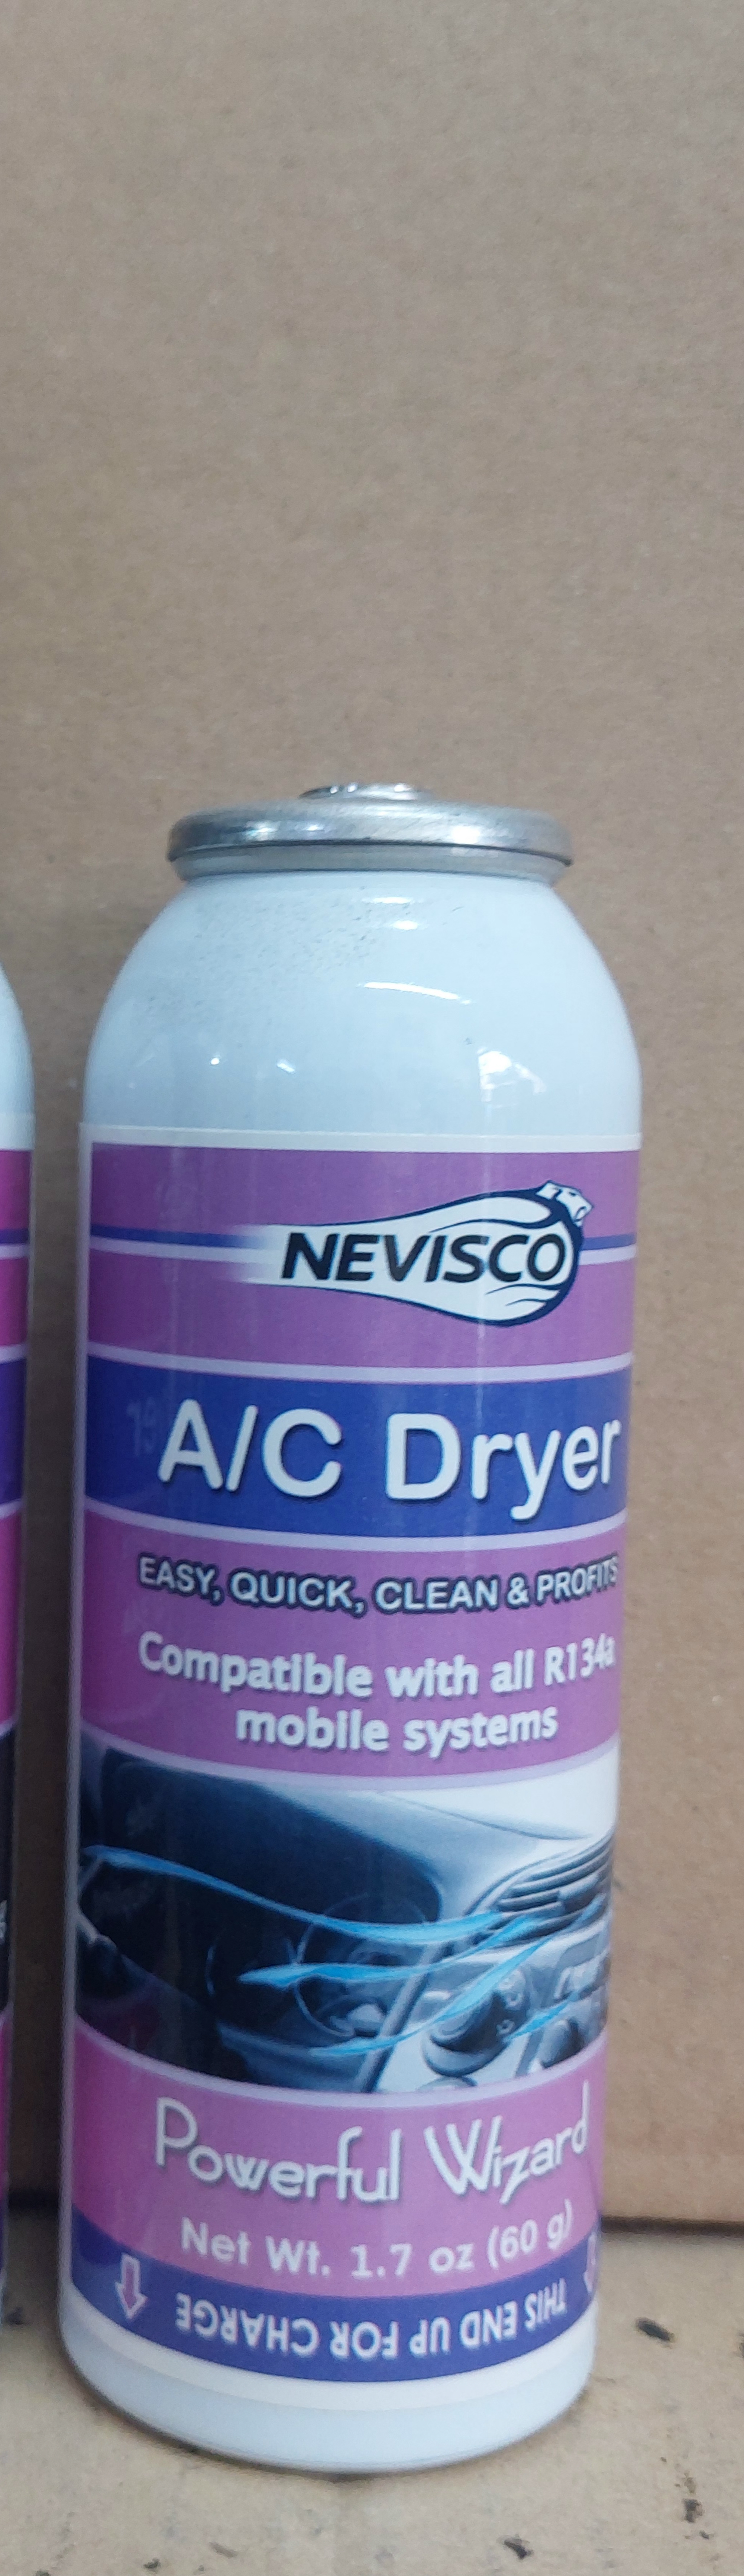 NEVISCO
A/C Dryer
EASY, QUICK, CLEAN & PROFITS
Compatible with all R134a
mobile systems
Powerful Wizard
Net Wt. 1.7 oz (60 g)
THIS END UP FOR CHARGE